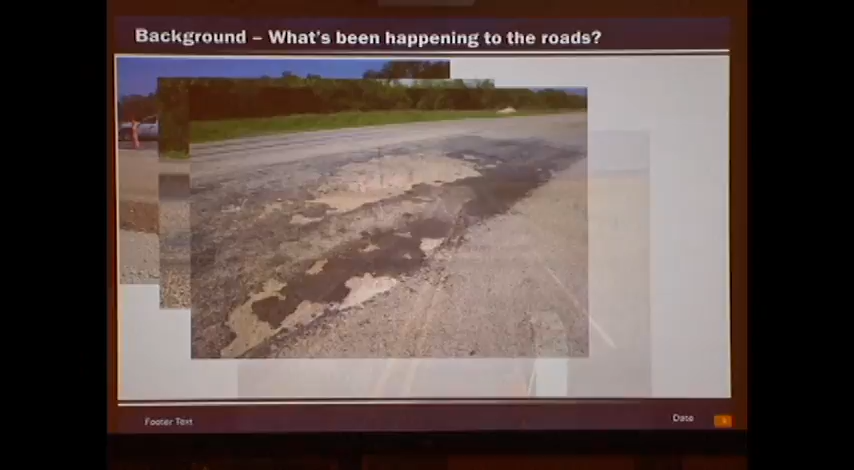 Background – What's been happening to the roads?
Footer Text
Date